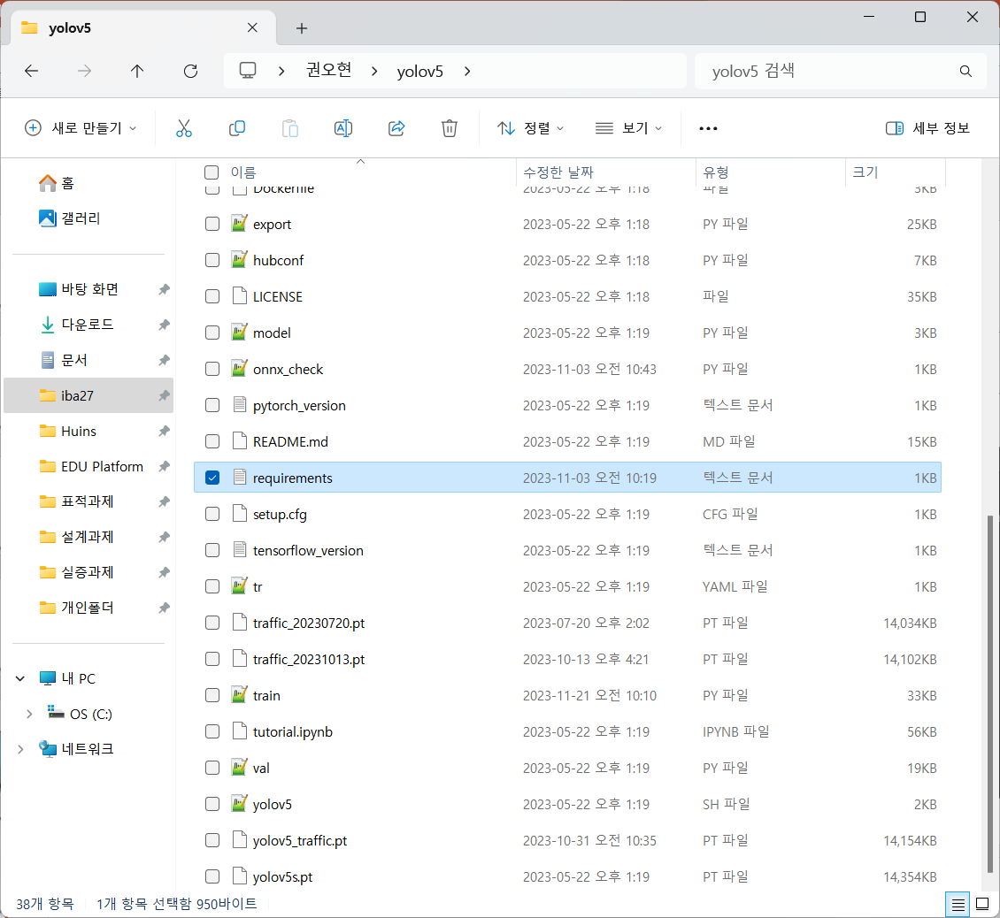 yolov5
권오현 yolov5
yolov5 검색
새로 만들기 정렬 보기 세부 정보
홈
갤러리
바탕 화면
다운로드
문서
iba27
Huins
EDU Platform
표적과제
설계과제
실증과제
개인폴더
내 PC
OS (C:)
네트워크
이름 수정한 날짜 유형 크기
Dockerfile 2023-05-22 오후 1:18 파일 3KB
export 2023-05-22 오후 1:18 PY 파일 25KB
hubconf 2023-05-22 오후 1:18 PY 파일 7KB
LICENSE 2023-05-22 오후 1:18 파일 35KB
model 2023-05-22 오후 1:19 PY 파일 3KB
onnx_check 2023-11-03 오전 10:43 PY 파일 1KB
pytorch_version 2023-05-22 오후 1:19 텍스트 문서 1KB
README.md 2023-05-22 오후 1:19 MD 파일 15KB
requirements 2023-11-03 오전 10:19 텍스트 문서 1KB
setup.cfg 2023-05-22 오후 1:19 CFG 파일 1KB
tensorflow_version 2023-05-22 오후 1:19 텍스트 문서 1KB
tr 2023-05-22 오후 1:19 YAML 파일 1KB
traffic_20230720.pt 2023-07-20 오후 2:02 PT 파일 14,034KB
traffic_20231013.pt 2023-10-13 오후 4:21 PT 파일 14,102KB
train 2023-11-21 오전 10:10 PY 파일 33KB
tutorial.ipynb 2023-05-22 오후 1:19 IPYNB 파일 56KB
val 2023-05-22 오후 1:19 PY 파일 19KB
yolov5 2023-05-22 오후 1:19 SH 파일 2KB
yolov5_traffic.pt 2023-10-31 오전 10:35 PT 파일 14,154KB
yolov5s.pt 2023-05-22 오후 1:19 PT 파일 14,354KB
38개 항목 1개 항목 선택함 950바이트